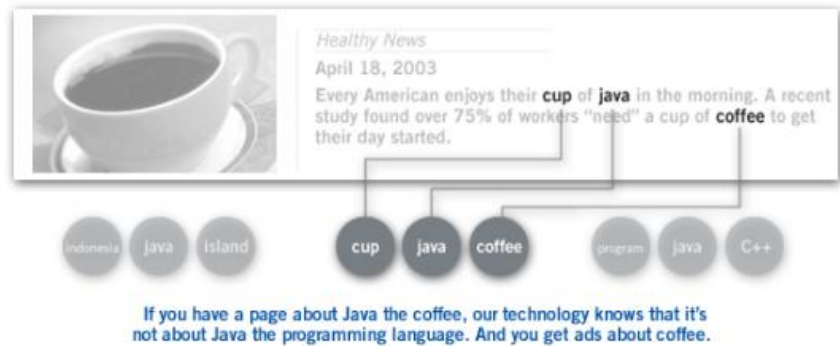 Healthy News
April 18, 2003
Every American enjoys their cup of java in the morning. A recent
study found over 75% of workers "need" a cup of coffee to get
their day started.
indonesia java island cup java coffee program java C++
If you have a page about Java the coffee, our technology knows that it's
not about Java the programming language. And you get ads about coffee.